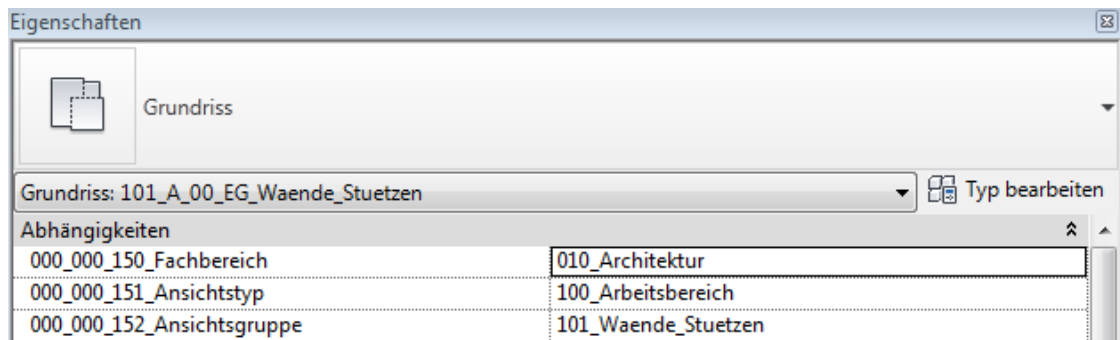 Eigenschaften
Grundriss
Grundriss: 101_A_00_EG_Waende_Stuetzen Typ bearbeiten
Abhängigkeiten
000_000_150_Fachbereich 010_Architektur
000_000_151_Ansichtstyp 100_Arbeitsbereich
000_000_152_Ansichtsgruppe 101_Waende_Stuetzen